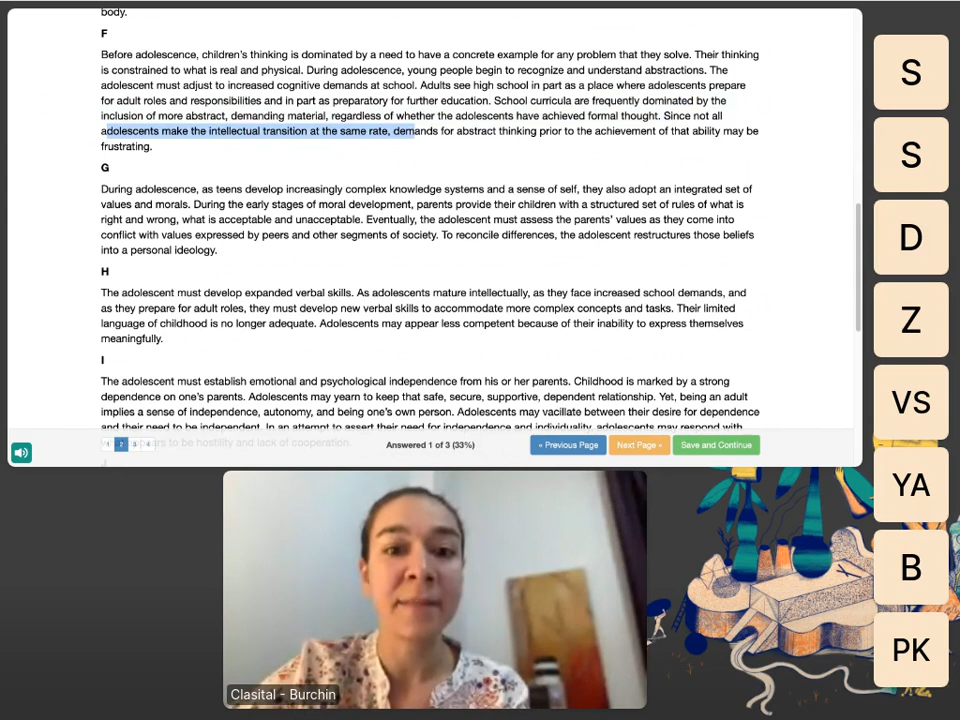 body.
F
Before adolescence, children's thinking is dominated by a need to have a concrete example for any problem that they solve. Their thinking
is constrained to what is real and physical. During adolescence, young people begin to recognize and understand abstractions. The
adolescent must adjust to increased cognitive demands at school. Adults see high school in part as a place where adolescents prepare
for adult roles and responsibilities and in part as preparatory for further education. School curricula are frequently dominated by the
inclusion of more abstract, demanding material, regardless of whether the adolescents have achieved formal thought. Since not all
adolescents make the intellectual transition at the same rate, demands for abstract thinking prior to the achievement of that ability may be
frustrating.
G
During adolescence, as teens develop increasingly complex knowledge systems and a sense of self, they also adopt an integrated set of
values and morals. During the early stages of moral development, parents provide their children with a structured set of rules of what is
right and wrong, what is acceptable and unacceptable. Eventually, the adolescent must assess the parents' values as they come into
conflict with values expressed by peers and other segments of society. To reconcile differences, the adolescent restructures those beliefs
into a personal ideology.
H
The adolescent must develop expanded verbal skills. As adolescents mature intellectually, as they face increased school demands, and
as they prepare for adult roles, they must develop new verbal skills to accommodate more complex concepts and tasks. Their limited
language of childhood is no longer adequate. Adolescents may appear less competent because of their inability to express themselves
meaningfully.
I
The adolescent must establish emotional and psychological independence from his or her parents. Childhood is marked by a strong
dependence on one's parents. Adolescents may yearn to keep that safe, secure, supportive, dependent relationship. Yet, being an adult
implies a sense of independence, autonomy, and being one's own person. Adolescents may vacillate between their desire for dependence
and their need to be independent. In an attempt to assert their need for independence and individuality, adolescents may respond with
appears to be hostility and lack of cooperation.
1 2 3 4
Answered 1 of 3 (33%)
« Previous Page
Next Page »
Save and Continue
S
S
D
Z
VS
YA
B
PK
Clasital - Burchin